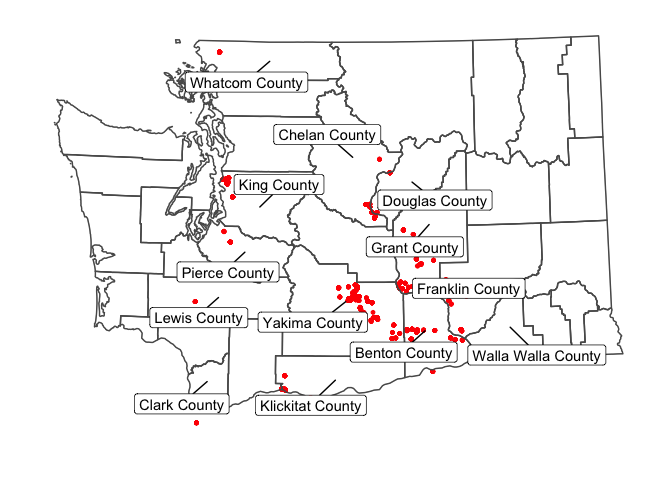 Whatcom County
Chelan County
King County
Douglas County
Grant County
Pierce County
Franklin County
Lewis County
Yakima County
Benton County
Walla Walla County
Clark County
Klickitat County